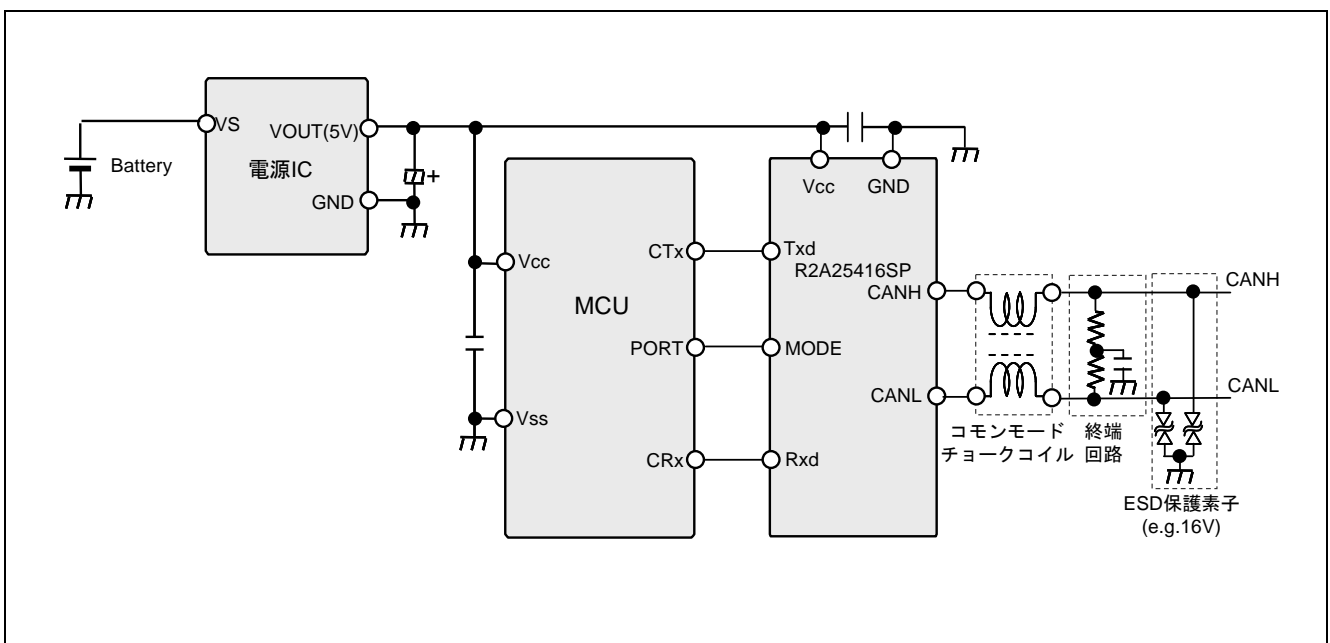 VS
VOUT(5V)
Battery
電源IC
GND
+
Vcc
GND
Vcc
CTx
Txd
R2A25416SP
CANH
CANH
MCU
PORT
MODE
CANL
CANL
Vss
コモンモード
チョークコイル
終端
回路
CRx
Rxd
ESD保護素子
(e.g.16V)